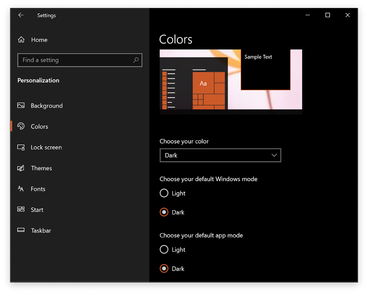 Settings
Home
Find a setting
Personalization
Background
Colors
Lock screen
Themes
Fonts
Start
Taskbar
Colors
Sample Text
Aa
Choose your color
Dark
Choose your default Windows mode
Light
Dark
Choose your default app mode
Light
Dark